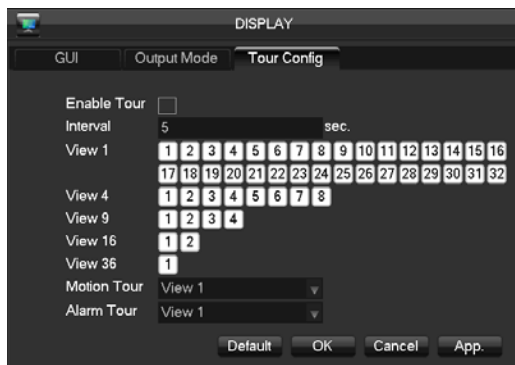 DISPLAY
GUI Output Mode Tour Config
Enable Tour
Interval 5 sec.
View 1 1 2 3 4 5 6 7 8 9 10 11 12 13 14 15 16
17 18 19 20 21 22 23 24 25 26 27 28 29 30 31 32
View 4 1 2 3 4 5 6 7 8
View 9 1 2 3 4
View 16 1 2
View 36 1
Motion Tour View 1
Alarm Tour View 1
Default OK Cancel App.